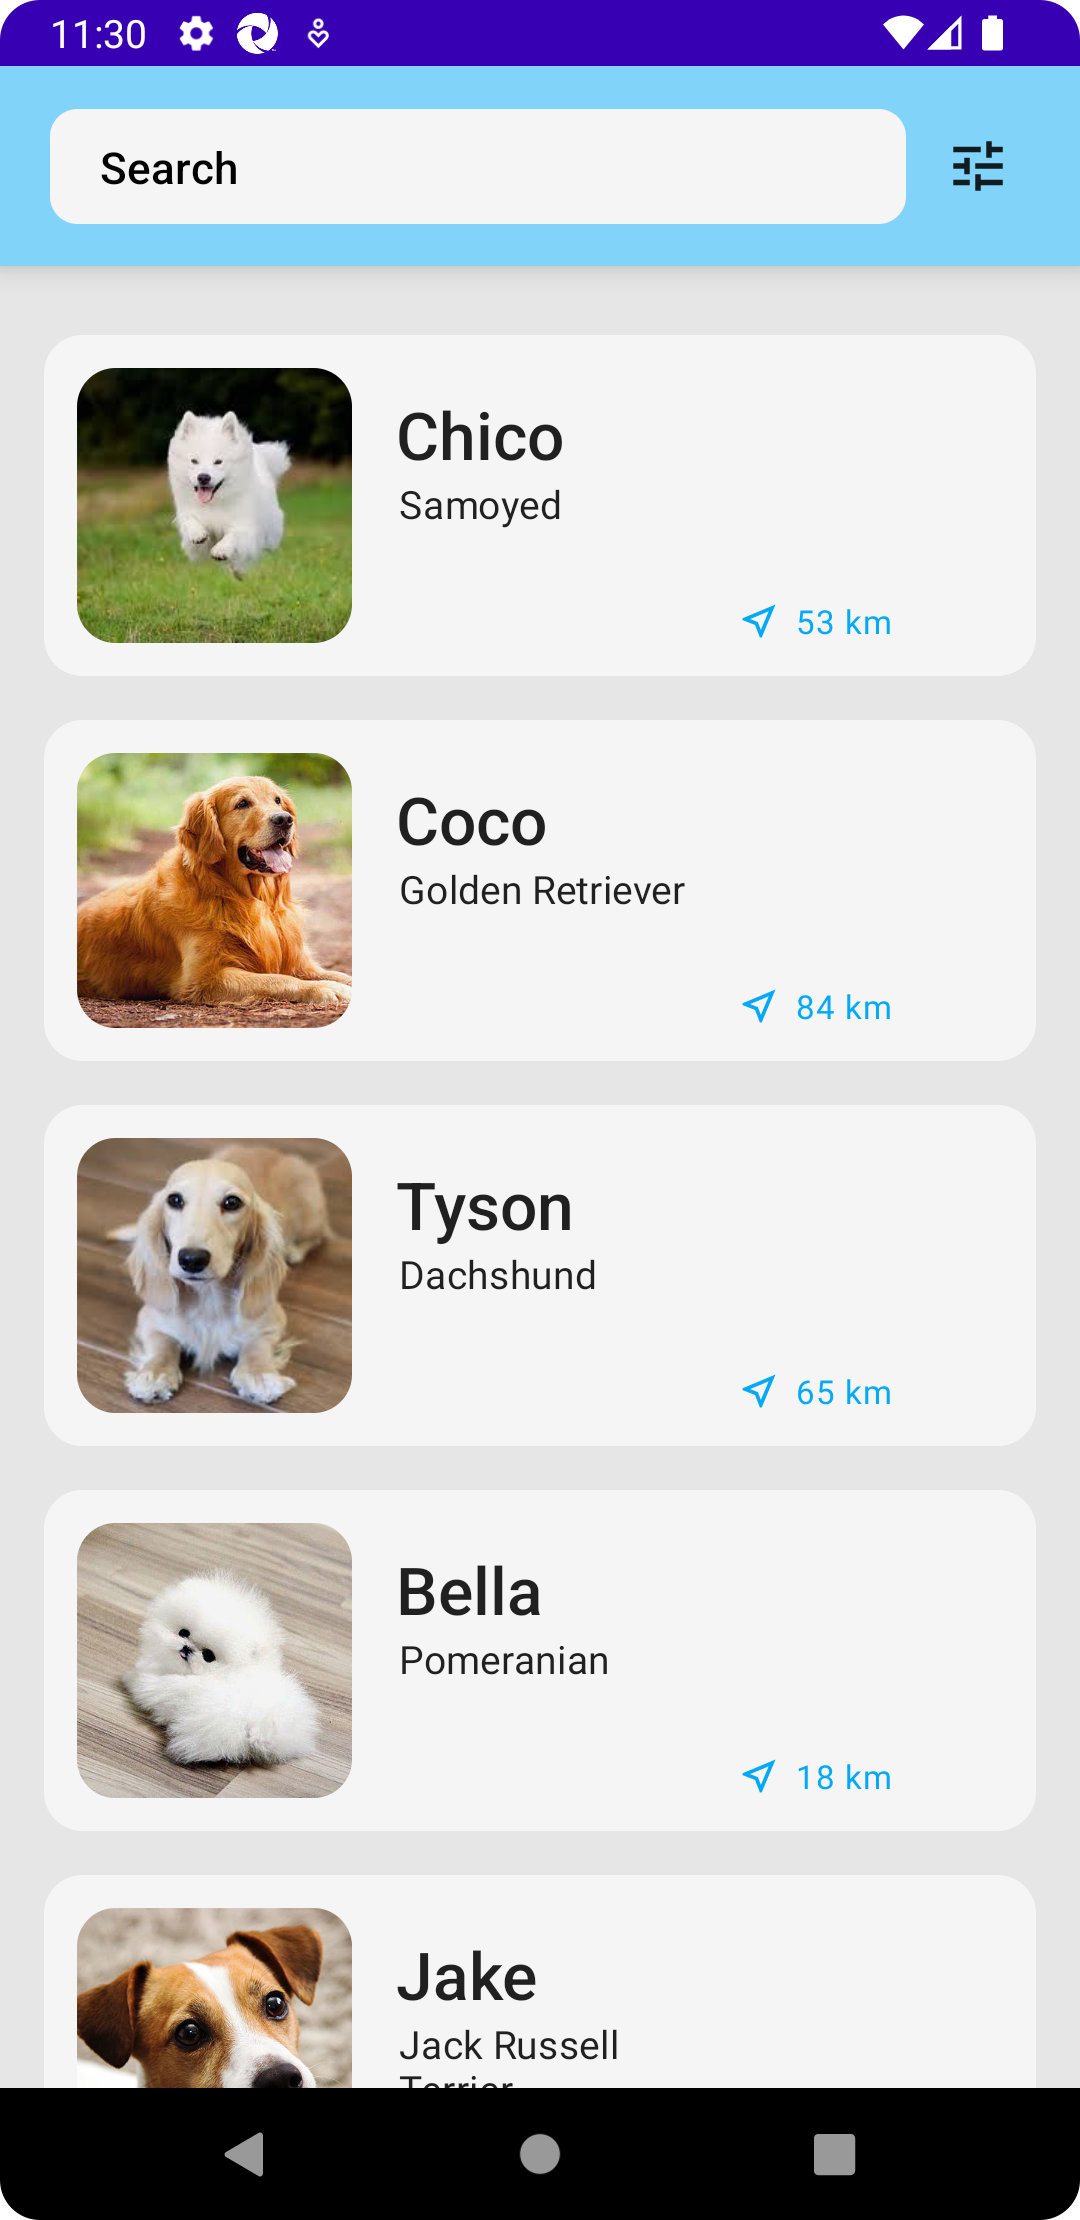 11:30
Search
Chico
Samoyed
53 km
Coco
Golden Retriever
84 km
Tyson
Dachshund
65 km
Bella
Pomeranian
18 km
Jake
Jack Russell
Terrier